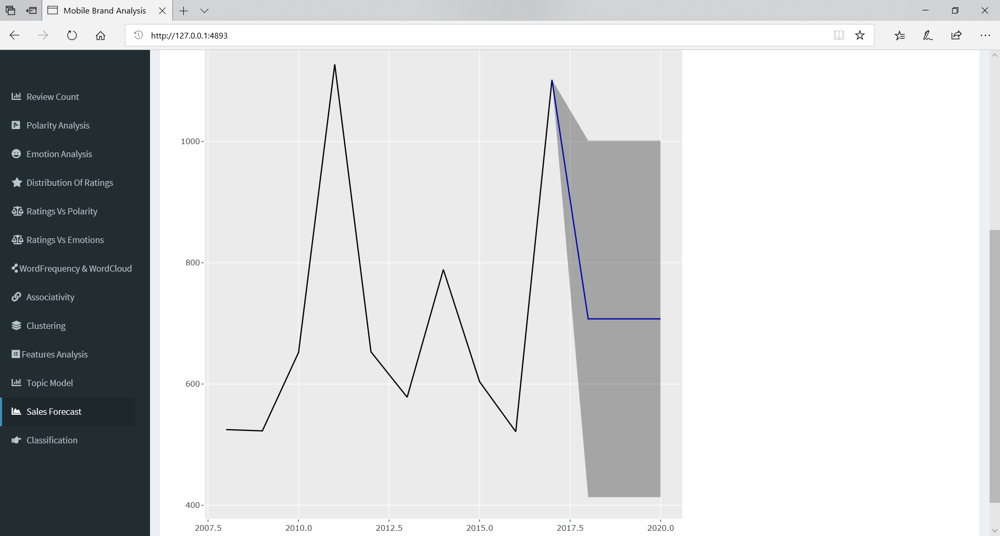 Mobile Brand Analysis
http://127.0.0.1:4893
Review Count
Polarity Analysis
Emotion Analysis
Distribution Of Ratings
Ratings Vs Polarity
Ratings Vs Emotions
WordFrequency & WordCloud
Associativity
Clustering
Features Analysis
Topic Model
Sales Forecast
Classification
1000
800
600
400
2007.5 2010.0 2012.5 2015.0 2017.5 2020.0